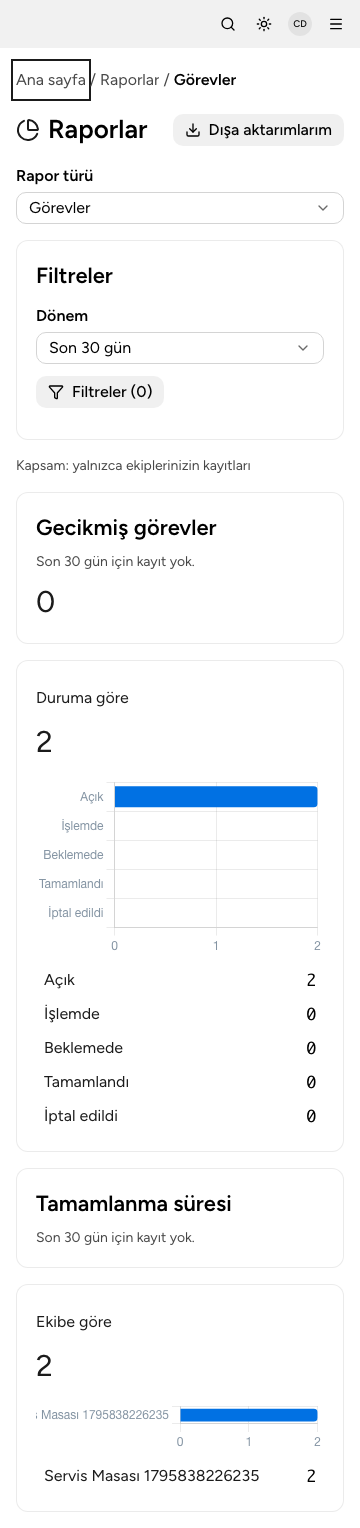 CD
Ana sayfa / Raporlar / Görevler
Raporlar
Dışa aktarımlarım
Rapor türü
Görevler
Filtreler
Dönem
Son 30 gün
Filtreler (0)
Kapsam: yalnızca ekiplerinizin kayıtları
Gecikmiş görevler
Son 30 gün için kayıt yok.
0
Duruma göre
2
Açık
İşlemde
Beklemede
Tamamlandı
İptal edildi
0 1 2
Açık 2
İşlemde 0
Beklemede 0
Tamamlandı 0
İptal edildi 0
Tamamlanma süresi
Son 30 gün için kayıt yok.
Ekibe göre
2
Masası 1795838226235
0 1 2
Servis Masası 1795838226235 2